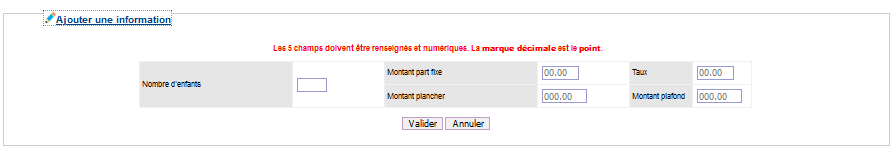 Ajouter une information
Les 5 champs doivent être renseignés et numériques. La marque décimale est le point.
Nombre d'enfants
Montant part fixe 00.00 Taux 00.00
Montant plancher 000.00 Montant plafond 000.00
Valider Annuler